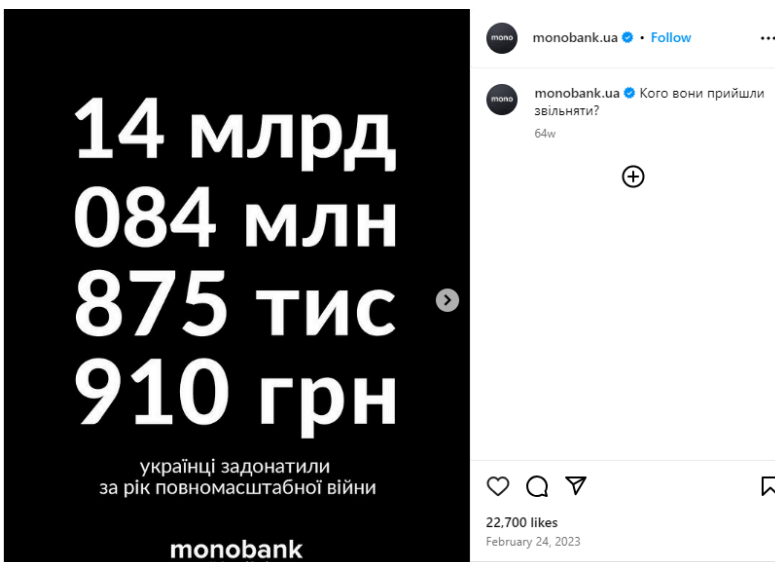 14 млрд
084 млн
875 тис
910 грн
українці задонатили
за рік повномасштабної війни
monobank
mono
monobank.ua • Follow
mono
monobank.ua Кого вони прийшли
звільняти?
64w
22,700 likes
February 24, 2023